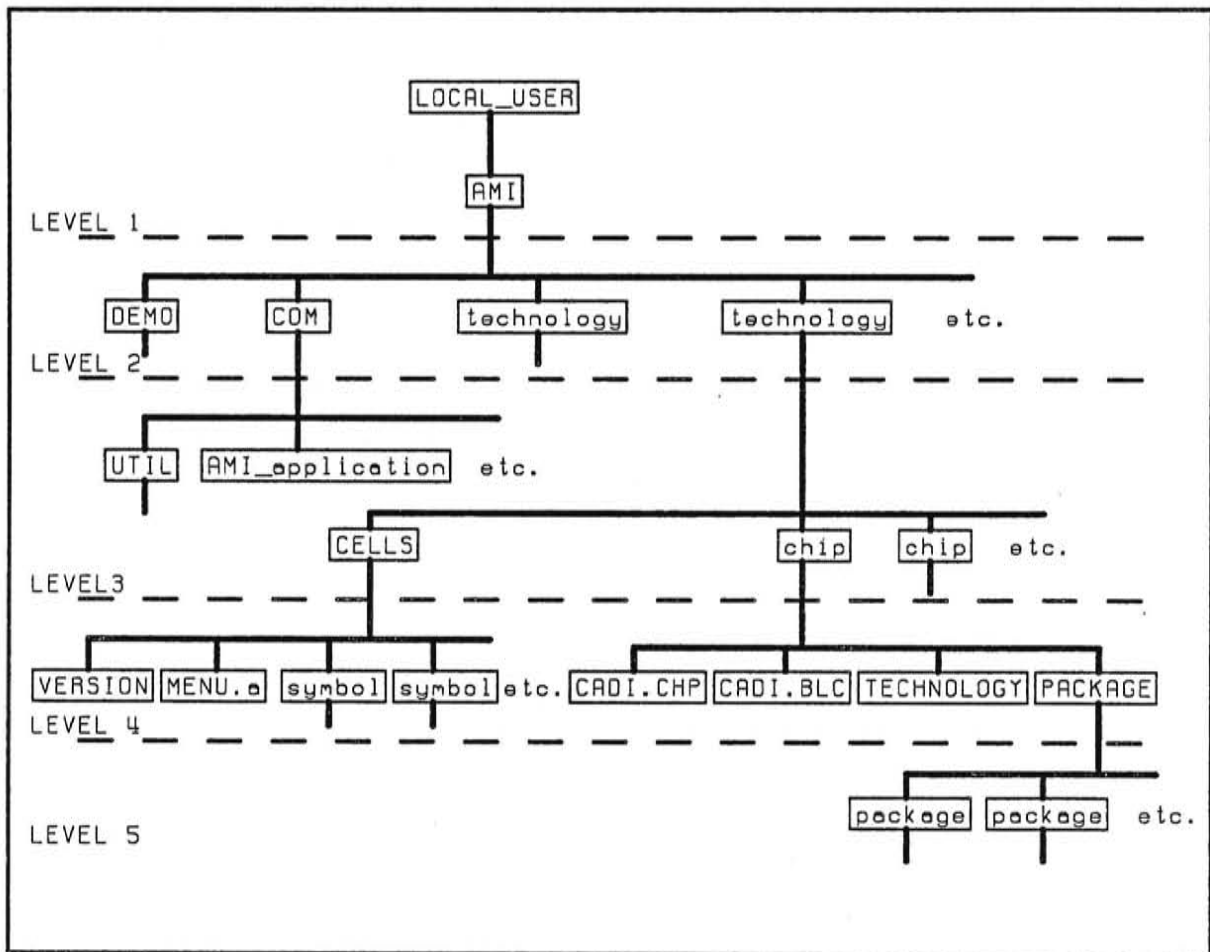 LOCAL_USER
AMI
LEVEL 1
DEMO COM technology technology etc.
LEVEL 2
UTIL AMI_application etc.
CELLS chip chip etc.
LEVEL3
VERSION MENU.a symbol symbol etc. CADI.CHP CADI.BLC TECHNOLOGY PACKAGE
LEVEL 4
package package etc.
LEVEL 5